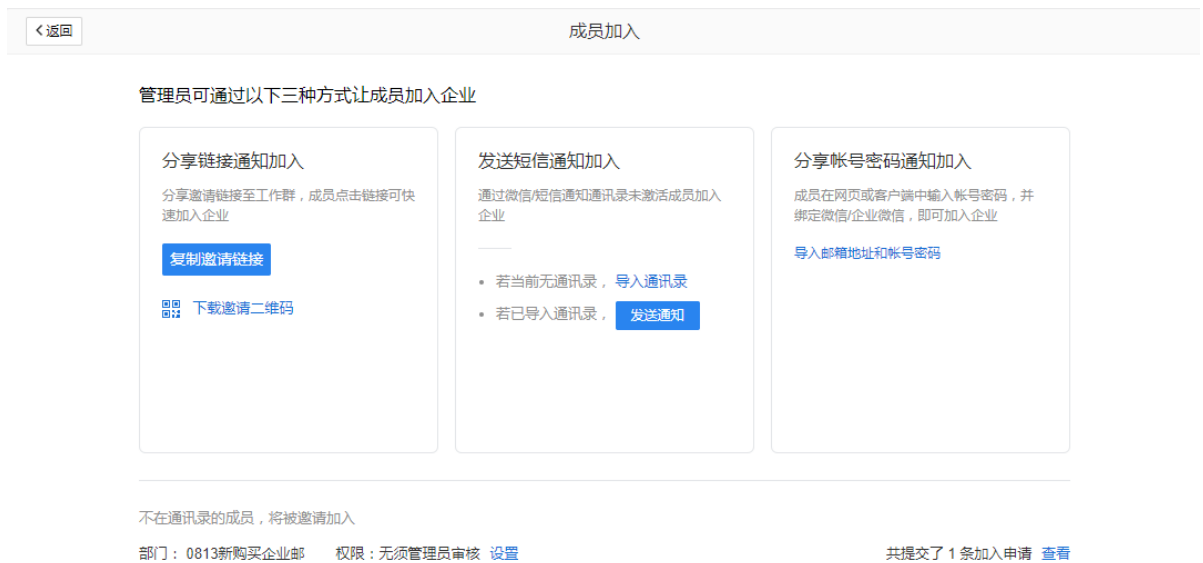 返回
成员加入
管理员可通过以下三种方式让成员加入企业
分享链接通知加入
分享邀请链接至工作群，成员点击链接可快
速加入企业
复制邀请链接
下载邀请二维码
发送短信通知加入
通过微信/短信通知通讯录未激活成员加入
企业
若当前无通讯录， 导入通讯录
若已导入通讯录， 发送通知
分享帐号密码通知加入
成员在网页或客户端中输入帐号密码，并
绑定微信/企业微信，即可加入企业
导入邮箱地址和帐号密码
不在通讯录的成员，将被邀请加入
部门： 0813新购买企业邮 权限：无须管理员审核 设置 共提交了 1 条加入申请 查看